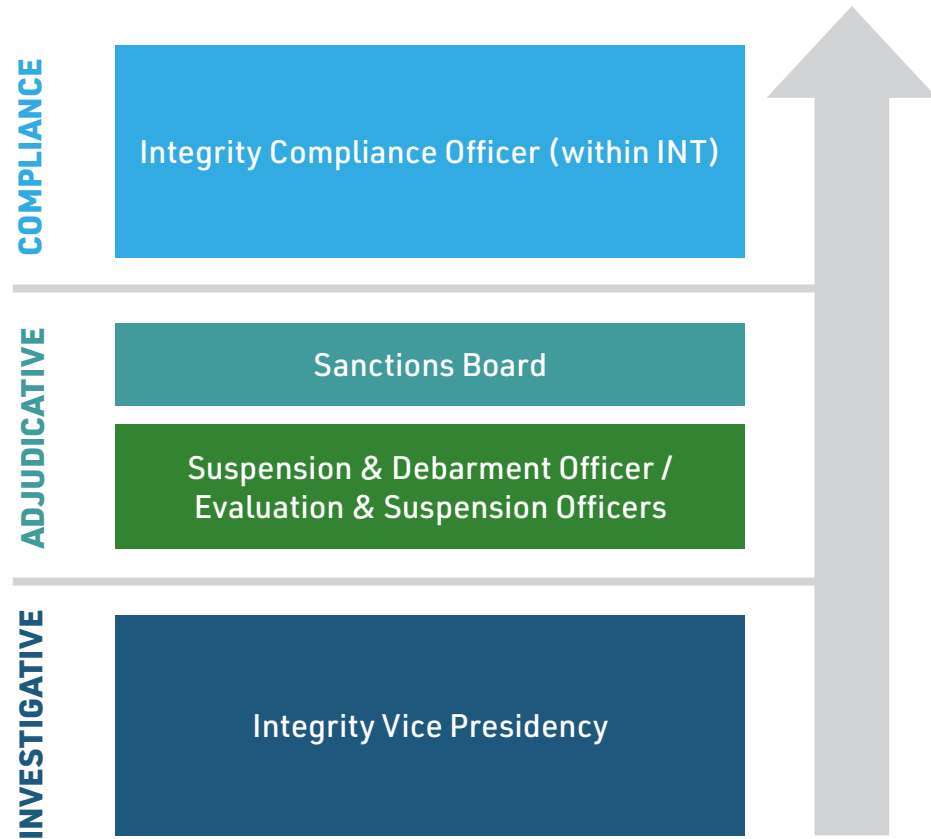 COMPLIANCE
Integrity Compliance Officer (within INT)
ADJUDICATIVE
Sanctions Board
Suspension & Debarment Officer /
Evaluation & Suspension Officers
INVESTIGATIVE
Integrity Vice Presidency